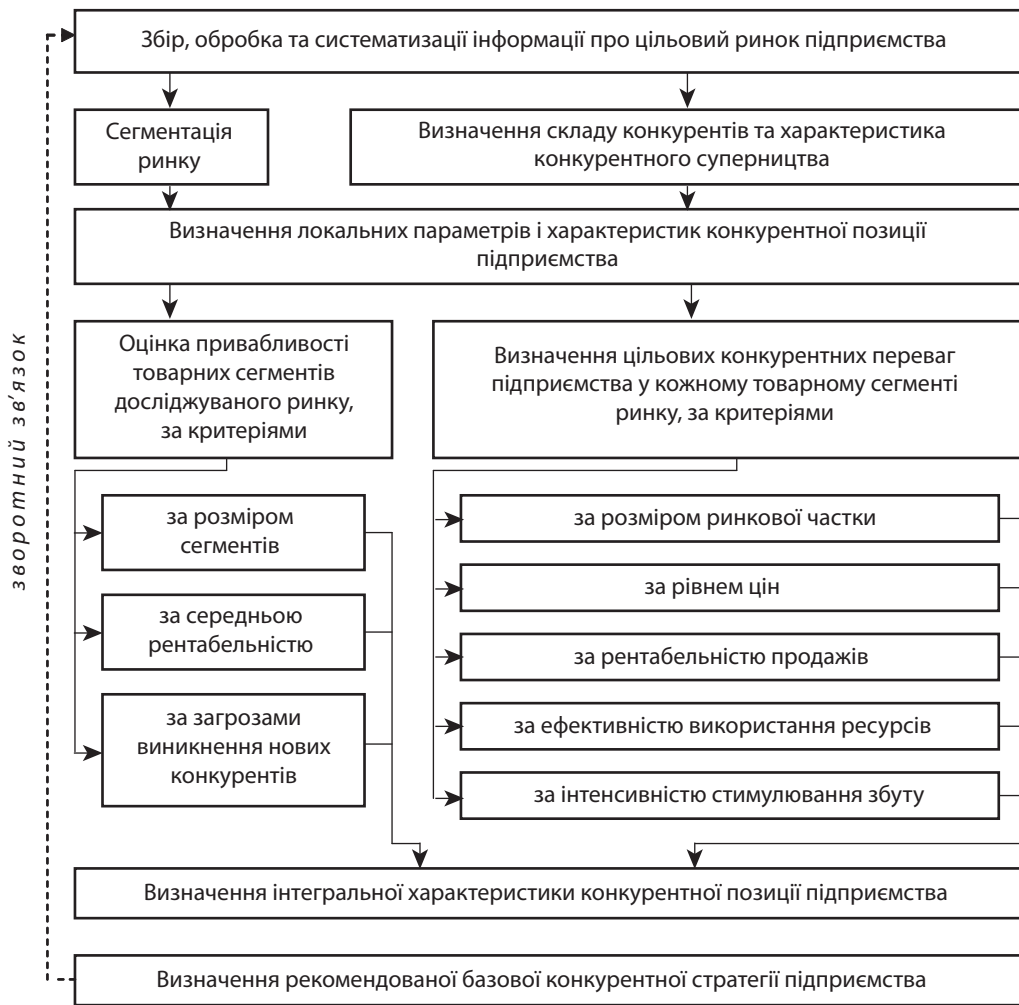 Збір, обробка та систематизації інформації про цільовий ринок підприємства
Сегментація
ринку
Визначення складу конкурентів та характеристика
конкурентного суперництва
Визначення локальних параметрів і характеристик конкурентної позиції
підприємства
Оцінка привабливості
товарних сегментів
досліджуваного ринку,
за критеріями
Визначення цільових конкурентних переваг
підприємства у кожному товарному сегменті
ринку, за критеріями
за розміром
сегментів
за середньою
рентабельністю
за загрозами
виникнення нових
конкурентів
за розміром ринкової частки
за рівнем цін
за рентабельністю продажів
за ефективністю використання ресурсів
за інтенсивністю стимулювання збуту
Визначення інтегральної характеристики конкурентної позиції підприємства
Визначення рекомендованої базової конкурентної стратегії підприємства
зворотний зв’язок